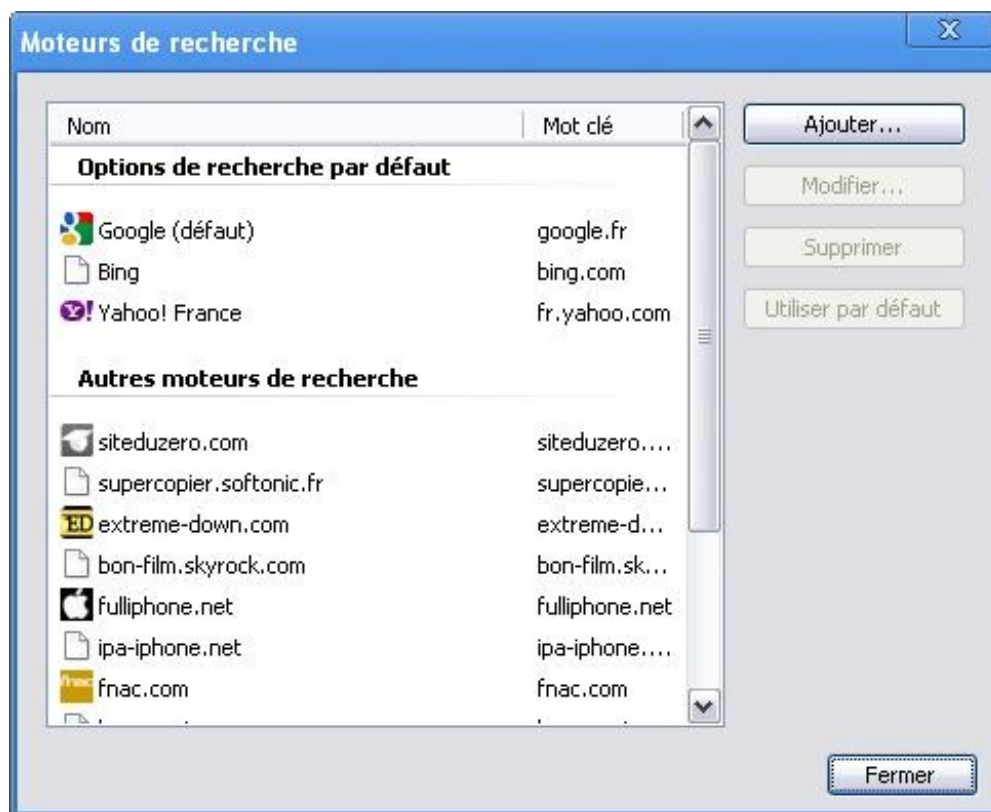 Moteurs de recherche
Nom Mot clé
Ajouter...
Options de recherche par défaut
Modifier...
Google (défaut) google.fr
Supprimer
Bing bing.com
Yahoo! France fr.yahoo.com
Utiliser par défaut
Autres moteurs de recherche
siteduzero.com siteduzero....
supercopier.softonic.fr supercopie...
ED extreme-down.com extreme-d...
bon-film.skyrock.com bon-film.sk...
fulliphone.net fulliphone.net
ipa-iphone.net ipa-iphone....
fnac fnac.com fnac.com
Fermer